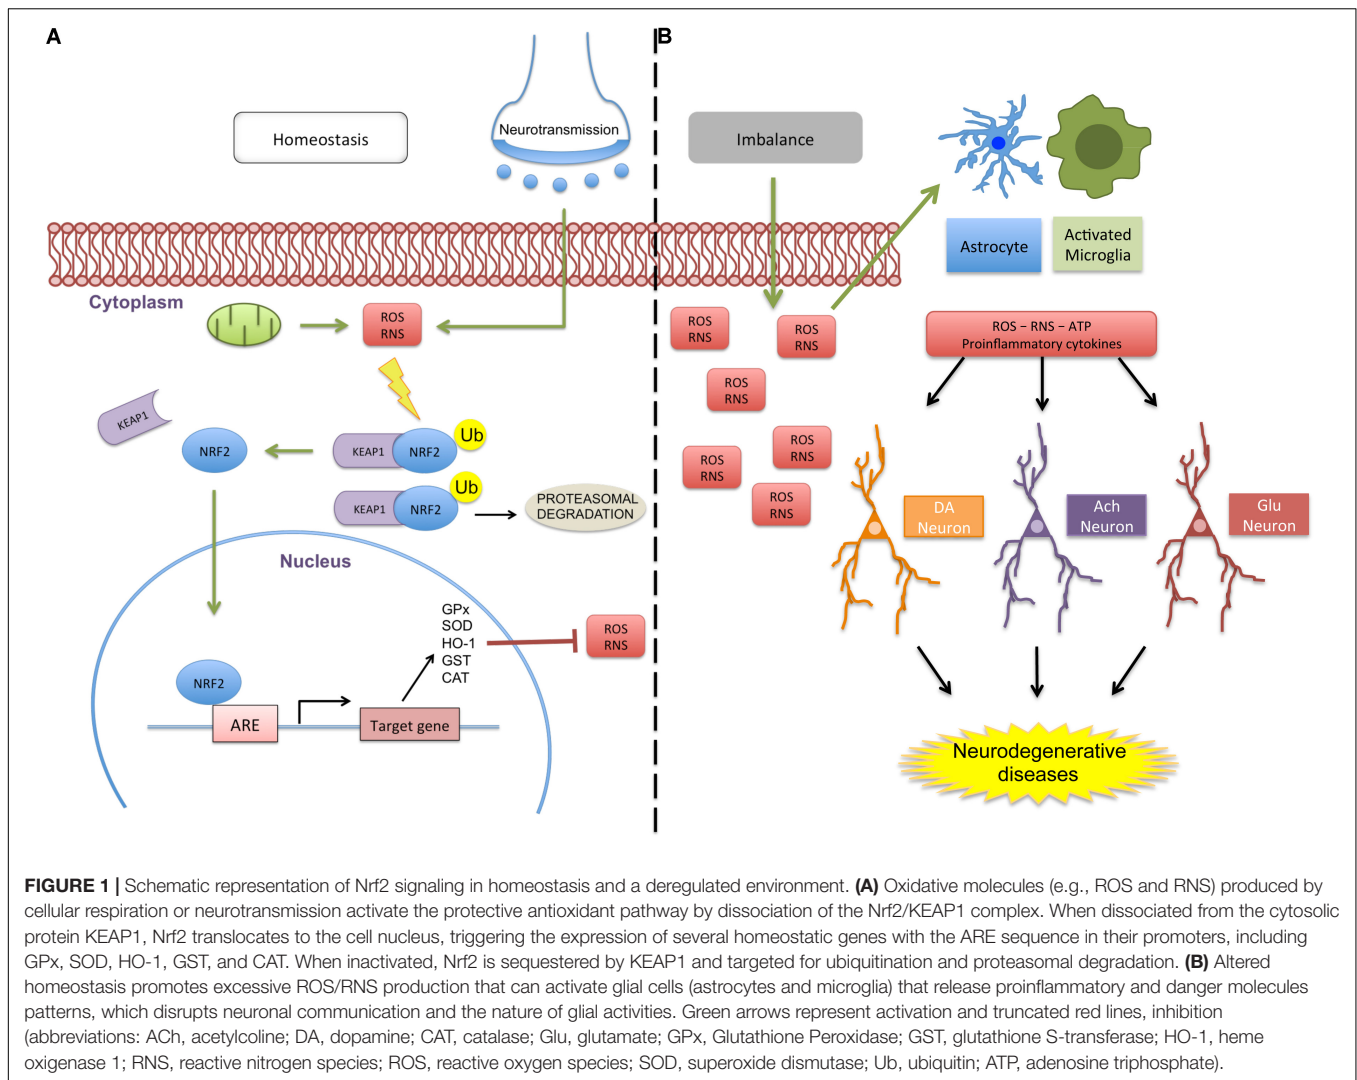 A
Homeostasis
Neurotransmission
Cytoplasm
ROS
RNS
KEAP1
NRF2
KEAP1
NRF2
Ub
KEAP1
NRF2
Ub
PROTEASOMAL
DEGRADATION
Nucleus
GPx
SOD
HO-1
GST
CAT
ROS
RNS
NRF2
ARE
Target gene
B
Imbalance
Astrocyte
Activated
Microglia
ROS
RNS
ROS
RNS
ROS
RNS
ROS
RNS
ROS
RNS
ROS
RNS
ROS – RNS – ATP
Proinflammatory cytokines
DA
Neuron
Ach
Neuron
Glu
Neuron
Neurodegenerative
diseases
FIGURE 1 | Schematic representation of Nrf2 signaling in homeostasis and a deregulated environment. (A) Oxidative molecules (e.g., ROS and RNS) produced by
cellular respiration or neurotransmission activate the protective antioxidant pathway by dissociation of the Nrf2/KEAP1 complex. When dissociated from the cytosolic
protein KEAP1, Nrf2 translocates to the cell nucleus, triggering the expression of several homeostatic genes with the ARE sequence in their promoters, including
GPx, SOD, HO-1, GST, and CAT. When inactivated, Nrf2 is sequestered by KEAP1 and targeted for ubiquitination and proteasomal degradation. (B) Altered
homeostasis promotes excessive ROS/RNS production that can activate glial cells (astrocytes and microglia) that release proinflammatory and danger molecules
patterns, which disrupts neuronal communication and the nature of glial activities. Green arrows represent activation and truncated red lines, inhibition
(abbreviations: ACh, acetylcoline; DA, dopamine; CAT, catalase; Glu, glutamate; GPx, Glutathione Peroxidase; GST, glutathione S-transferase; HO-1, heme
oxigenase 1; RNS, reactive nitrogen species; ROS, reactive oxygen species; SOD, superoxide dismutase; Ub, ubiquitin; ATP, adenosine triphosphate).